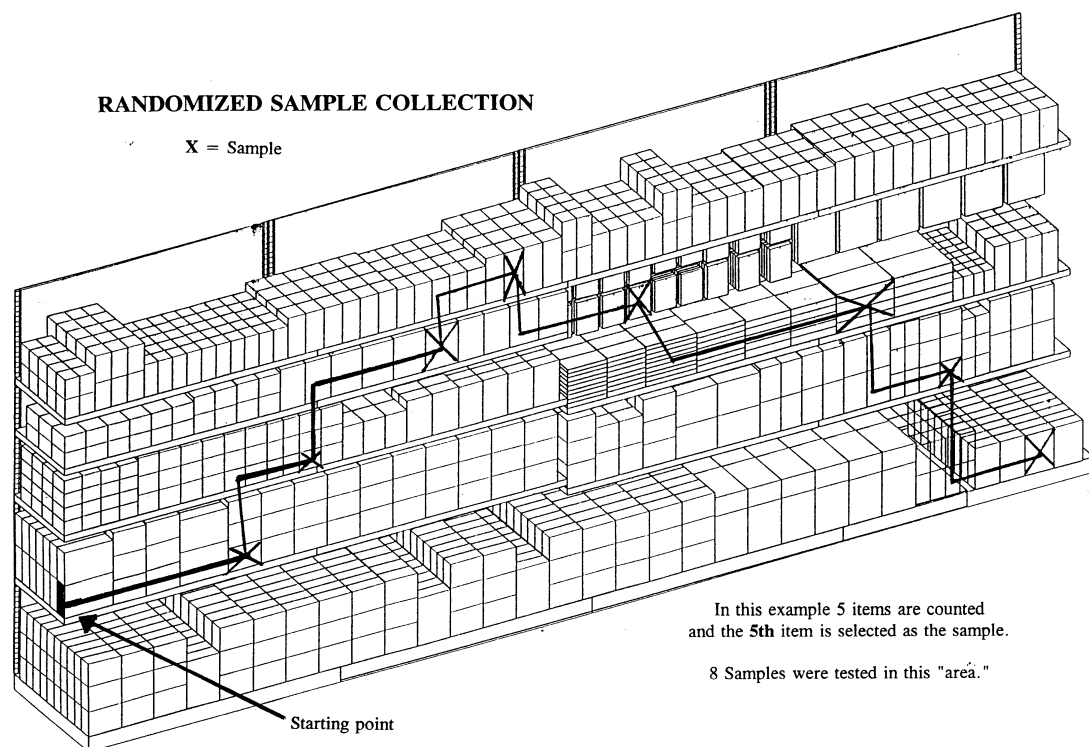 RANDOMIZED SAMPLE COLLECTION
X = Sample
In this example 5 items are counted
and the 5th item is selected as the sample.
8 Samples were tested in this "area."
Starting point